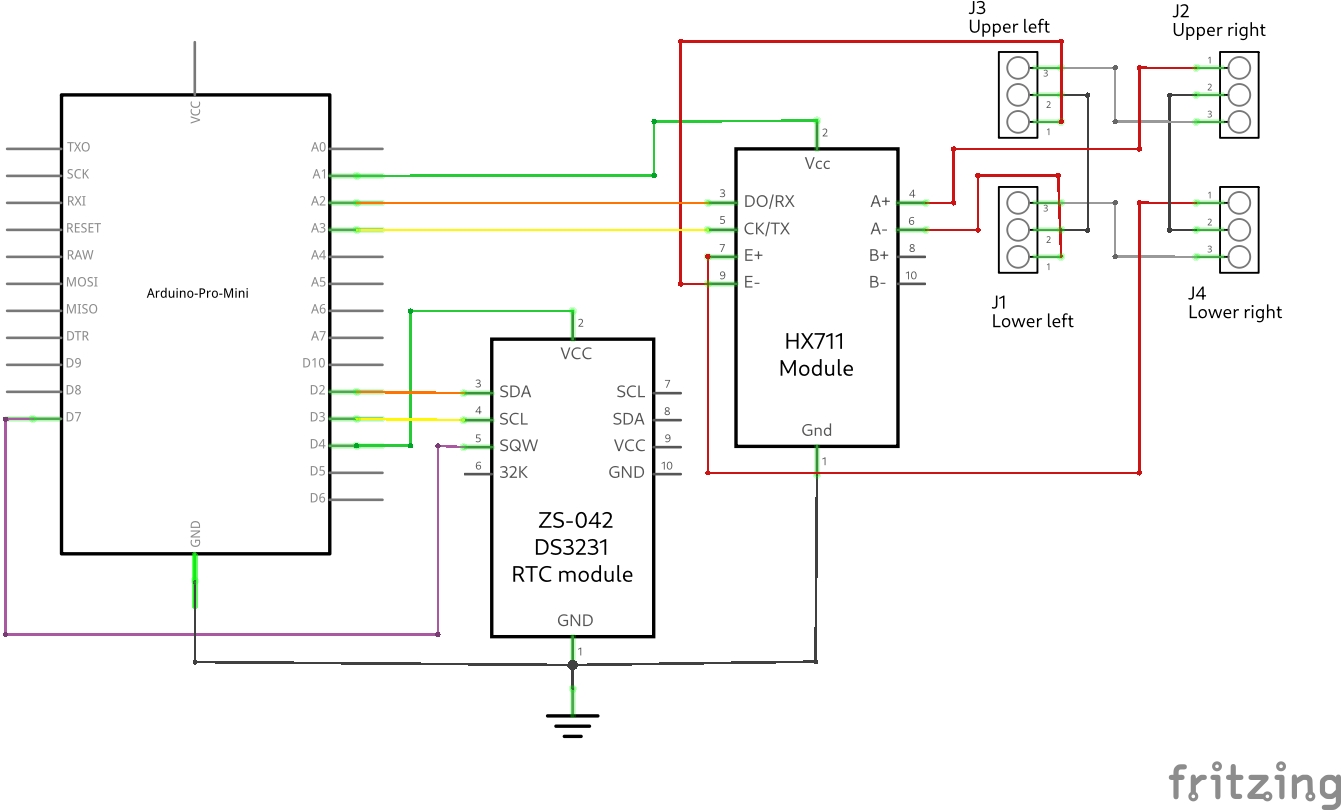 J3
Upper left
J2
Upper right
3
2
1
1
2
3
VCC
TXO
SCK
RXI
RESET
RAW
MOSI
MISO
DTR
D9
D8
D7
Arduino-Pro-Mini
A0
A1
A2
A3
A4
A5
A6
A7
D10
D2
D3
D4
D5
D6
GND
2
Vcc
3 DO/RX
5 CK/TX
7 E+
9 E-
A+ 4
A- 6
B+ 8
B- 10
HX711
Module
Gnd
1
3
2
1
1
2
3
J1
Lower left
J4
Lower right
2
VCC
3 SDA
4 SCL
5 SQW
6 32K
SCL 7
SDA 8
VCC 9
GND 10
ZS-042
DS3231
RTC module
GND
1
fritzing